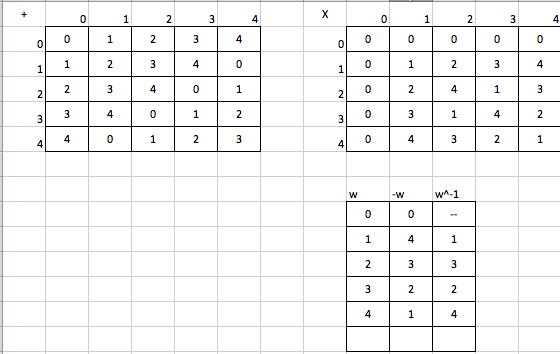 + 0 1 2 3 4 X 0 1 2 3 4
0 0 1 2 3 4 0 0 0 0 0 0
1 1 2 3 4 0 1 0 1 2 3 4
2 2 3 4 0 1 2 0 2 4 1 3
3 3 4 0 1 2 3 0 3 1 4 2
4 4 0 1 2 3 4 0 4 3 2 1
w -w w^-1
0 0 --
1 4 1
2 3 3
3 2 2
4 1 4